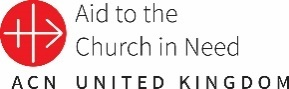 Aid to the
Church in Need
ACN UNITED KINGDOM